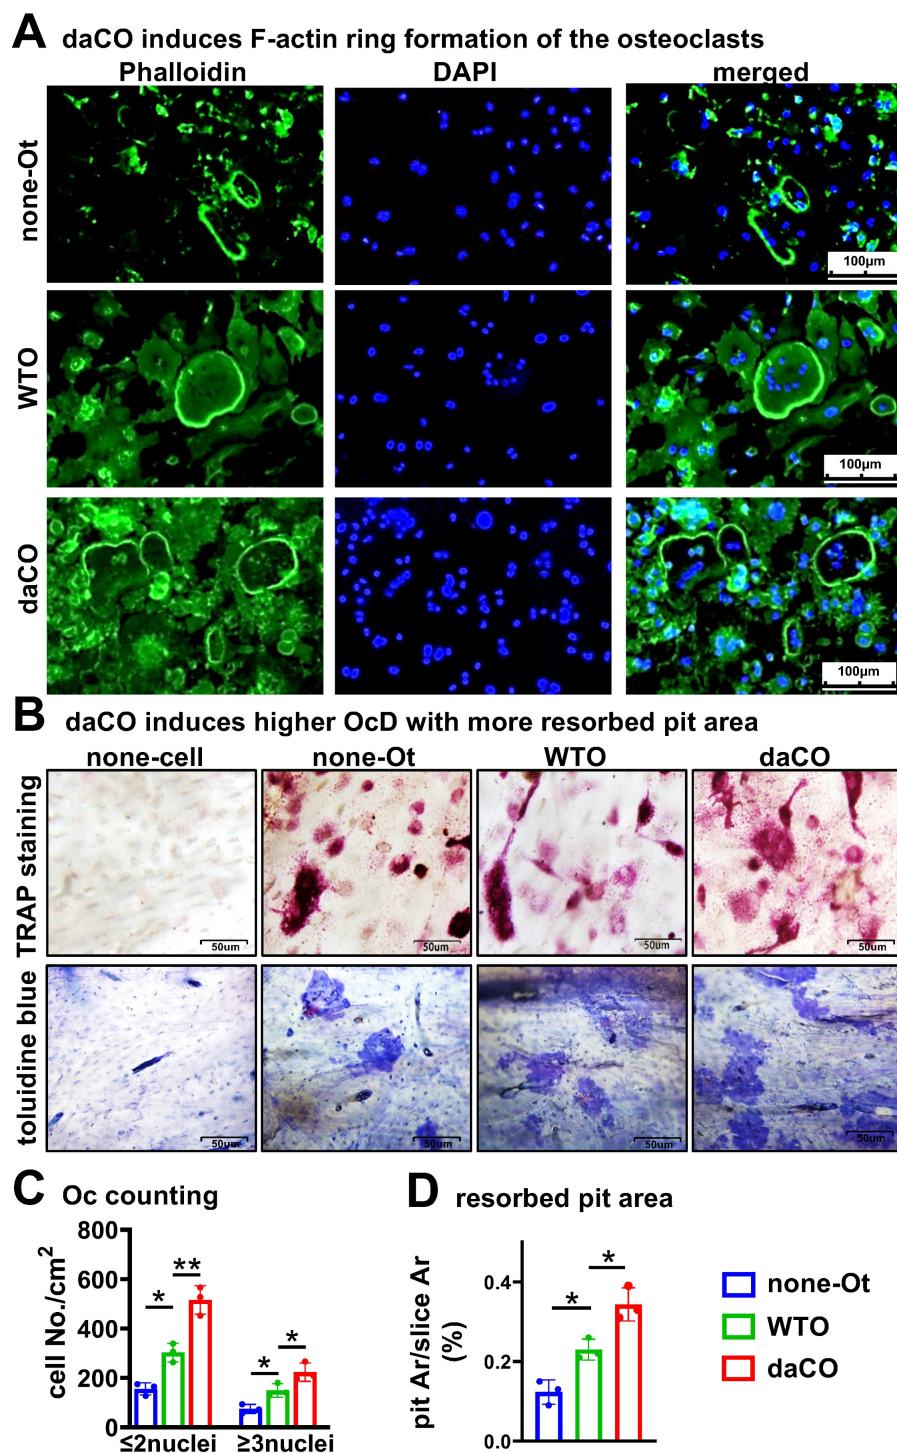 A daCO induces F-actin ring formation of the osteoclasts
Phalloidin DAPI merged
none-Ot
100µm
WTO
100µm
daCO
100µm
B daCO induces higher OcD with more resorbed pit area
none-cell none-Ot WTO daCO
TRAP staining
50um 50um 50um 50um
toluidine blue
50um 50um 50um 50um
C Oc counting
cell No./cm²
800
600
400
200
0
* **
* *
≤2nuclei ≥3nuclei
D resorbed pit area
pit Ar/slice Ar
(%)
0.4
0.2
0.0
* *
none-Ot
WTO
daCO